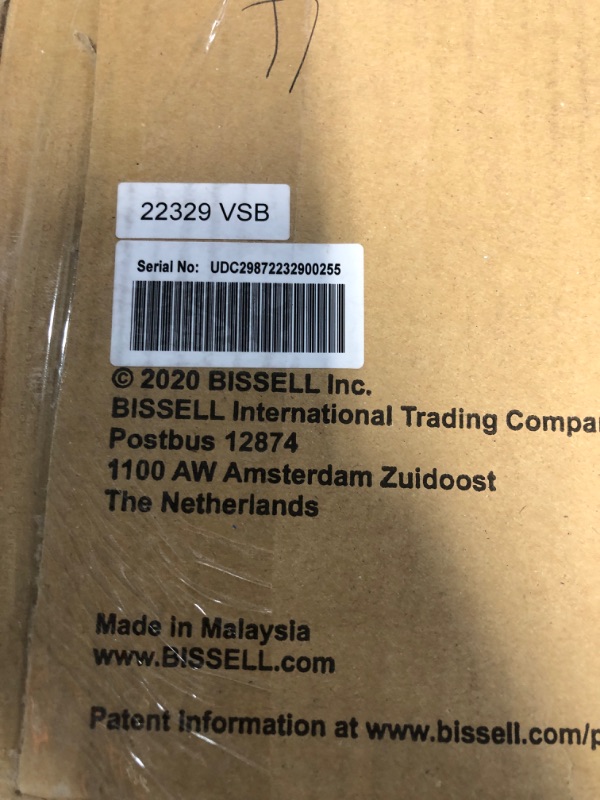 22329 VSB
Serial No: UDC29872232900255
© 2020 BISSELL Inc.
BISSELL International Trading Compa
Postbus 12874
1100 AW Amsterdam Zuidoost
The Netherlands
Made in Malaysia
www.BISSELL.com
Patent information at www.bissell.com/p